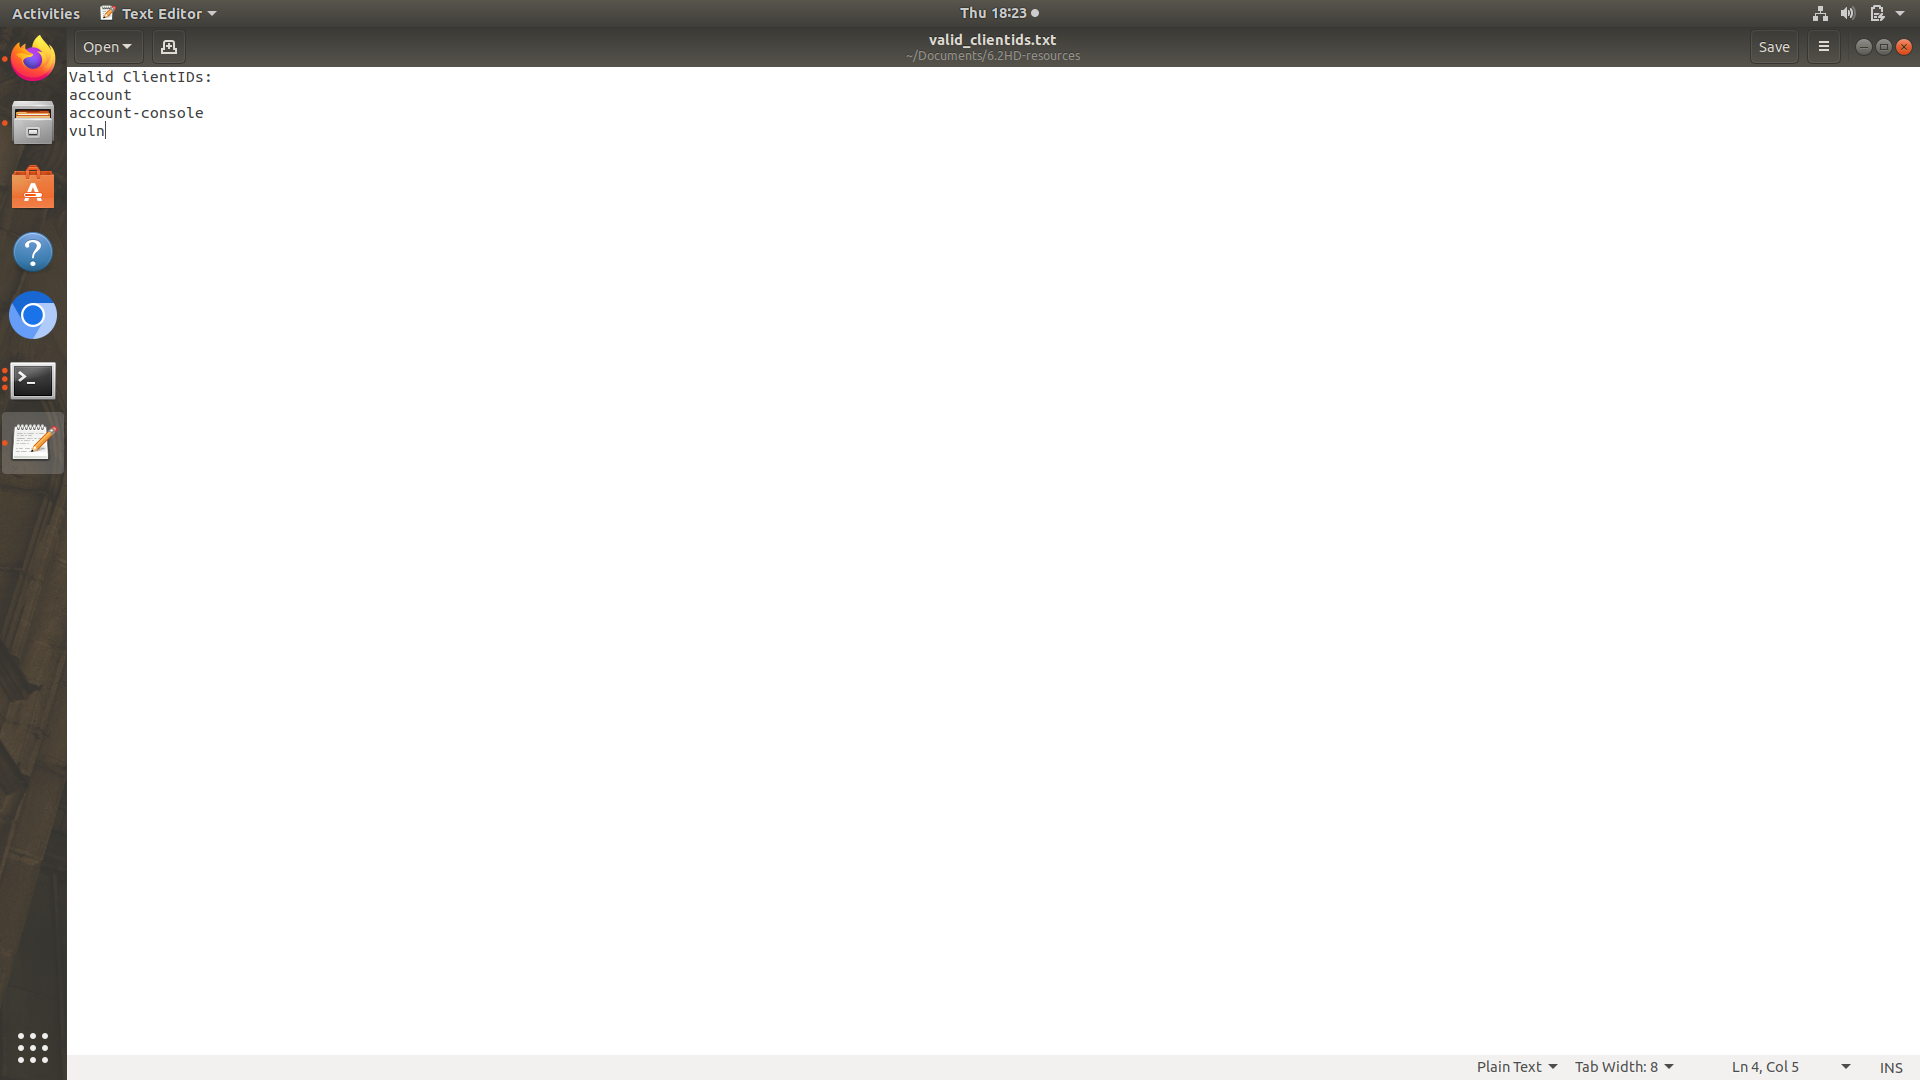 Activities Text Editor Thu 18:23
Open valid_clientids.txt Save
~/Documents/6.2HD-resources
Valid ClientIDs:
account
account-console
vuln
Plain Text Tab Width: 8 Ln 4, Col 5 INS